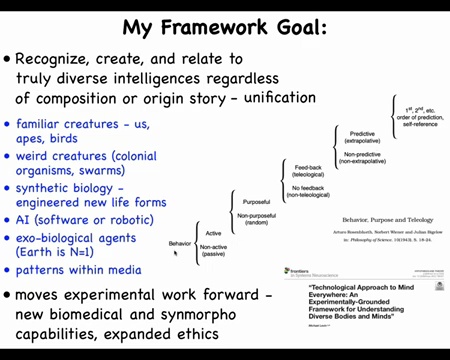 My Framework Goal:
• Recognize, create, and relate to
truly diverse intelligences regardless
of composition or origin story – unification
• familiar creatures – us,
apes, birds
• weird creatures (colonial
organisms, swarms)
• synthetic biology –
engineered new life forms
• AI (software or robotic)
• exo-biological agents
(Earth is N=1)
• patterns within media
• moves experimental work forward –
new biomedical and synmorpho
capabilities, expanded ethics
Behavior
Active
Non-active
(passive)
Purposeful
Non-purposeful
(random)
Feed-back
(teleological)
No feedback
(non-teleological)
Predictive
(extrapolative)
Non-predictive
(non-extrapolative)
1st, 2nd, etc.
order of prediction,
self-reference
Behavior, Purpose and Teleology
Arturo Rosenblueth, Norbert Wiener and Julian Bigelow
in: Philosophy of Science, 10(1943), S. 18–24.
frontiers
in Systems Neuroscience
"Technological Approach to Mind
Everywhere: An
Experimentally-Grounded
Framework for Understanding
Diverse Bodies and Minds"
Michael Levin